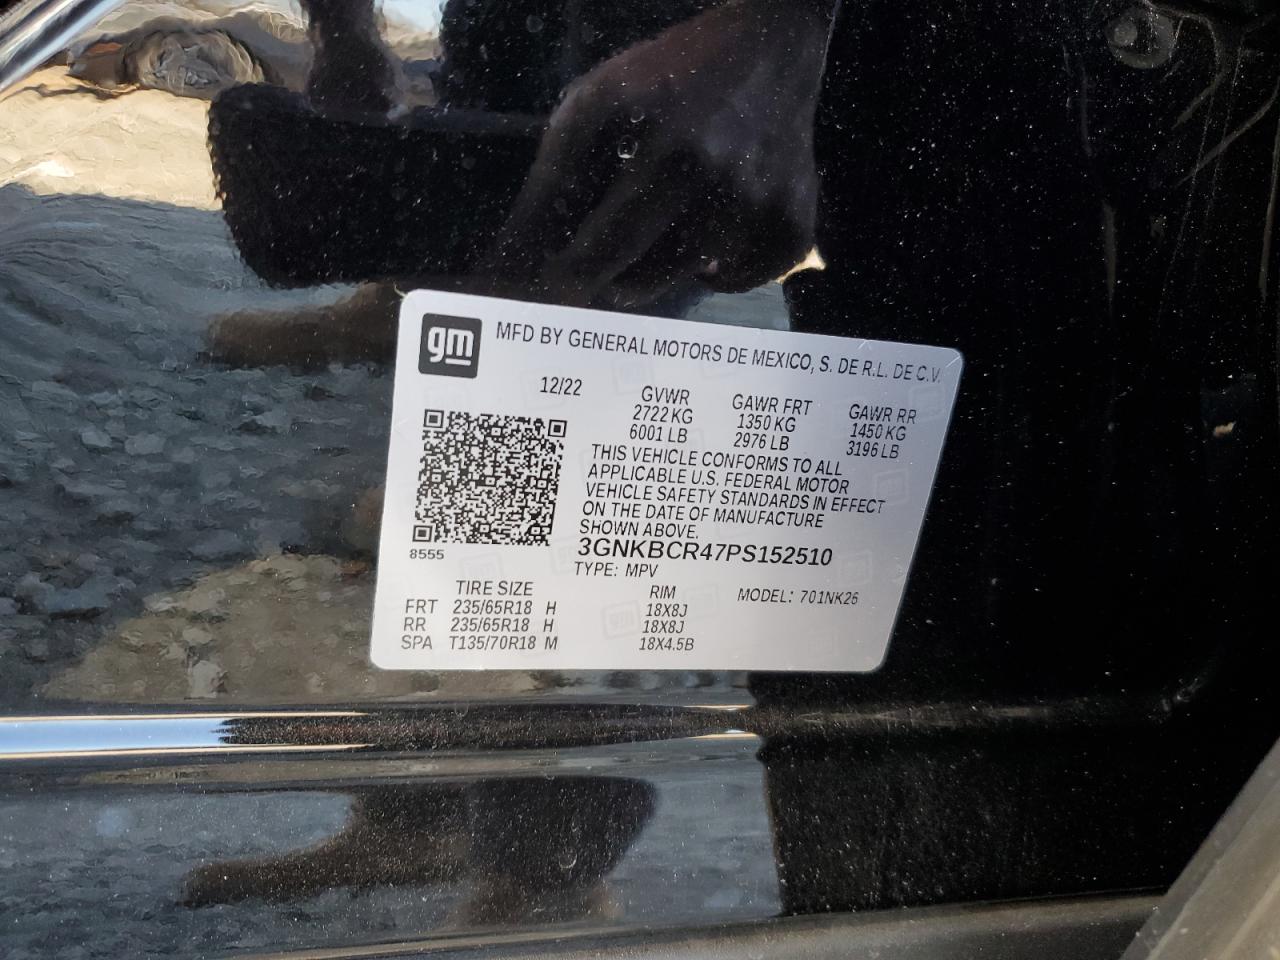 gm MFD BY GENERAL MOTORS DE MEXICO, S. DE R.L. DE C.V.
12/22 GVWR GAWR FRT GAWR RR
2722 KG 1350 KG 1450 KG
6001 LB 2976 LB 3196 LB
THIS VEHICLE CONFORMS TO ALL
APPLICABLE U.S. FEDERAL MOTOR
VEHICLE SAFETY STANDARDS IN EFFECT
ON THE DATE OF MANUFACTURE
SHOWN ABOVE.
8555
3GNKBCR47PS152510
TYPE: MPV
TIRE SIZE RIM MODEL: 701NK26
FRT 235/65R18 H 18X8J
RR 235/65R18 H 18X8J
SPA T135/70R18 M 18X4.5B